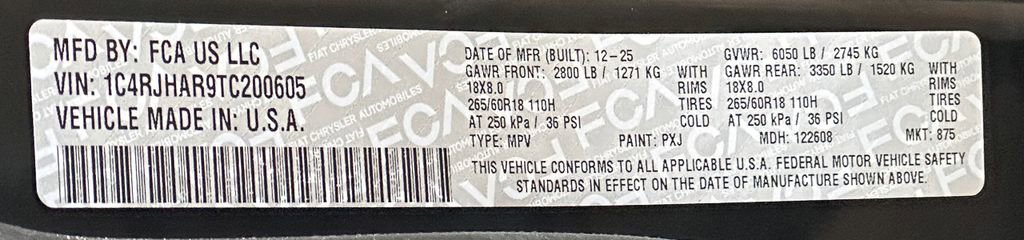 MFD BY: FCA US LLC
VIN: 1C4RJHAR9TC200605
VEHICLE MADE IN: U.S.A.
DATE OF MFR (BUILT): 12-25 GVWR: 6050 LB / 2745 KG
GAWR FRONT: 2800 LB / 1271 KG WITH GAWR REAR: 3350 LB / 1520 KG WITH
18X8.0 RIMS 18X8.0 RIMS
265/60R18 110H TIRES 265/60R18 110H TIRES
AT 250 kPa / 36 PSI COLD AT 250 kPa / 36 PSI COLD
TYPE: MPV PAINT: PXJ MDH: 122608 MKT: 875
THIS VEHICLE CONFORMS TO ALL APPLICABLE U.S.A. FEDERAL MOTOR VEHICLE SAFETY
STANDARDS IN EFFECT ON THE DATE OF MANUFACTURE SHOWN ABOVE.